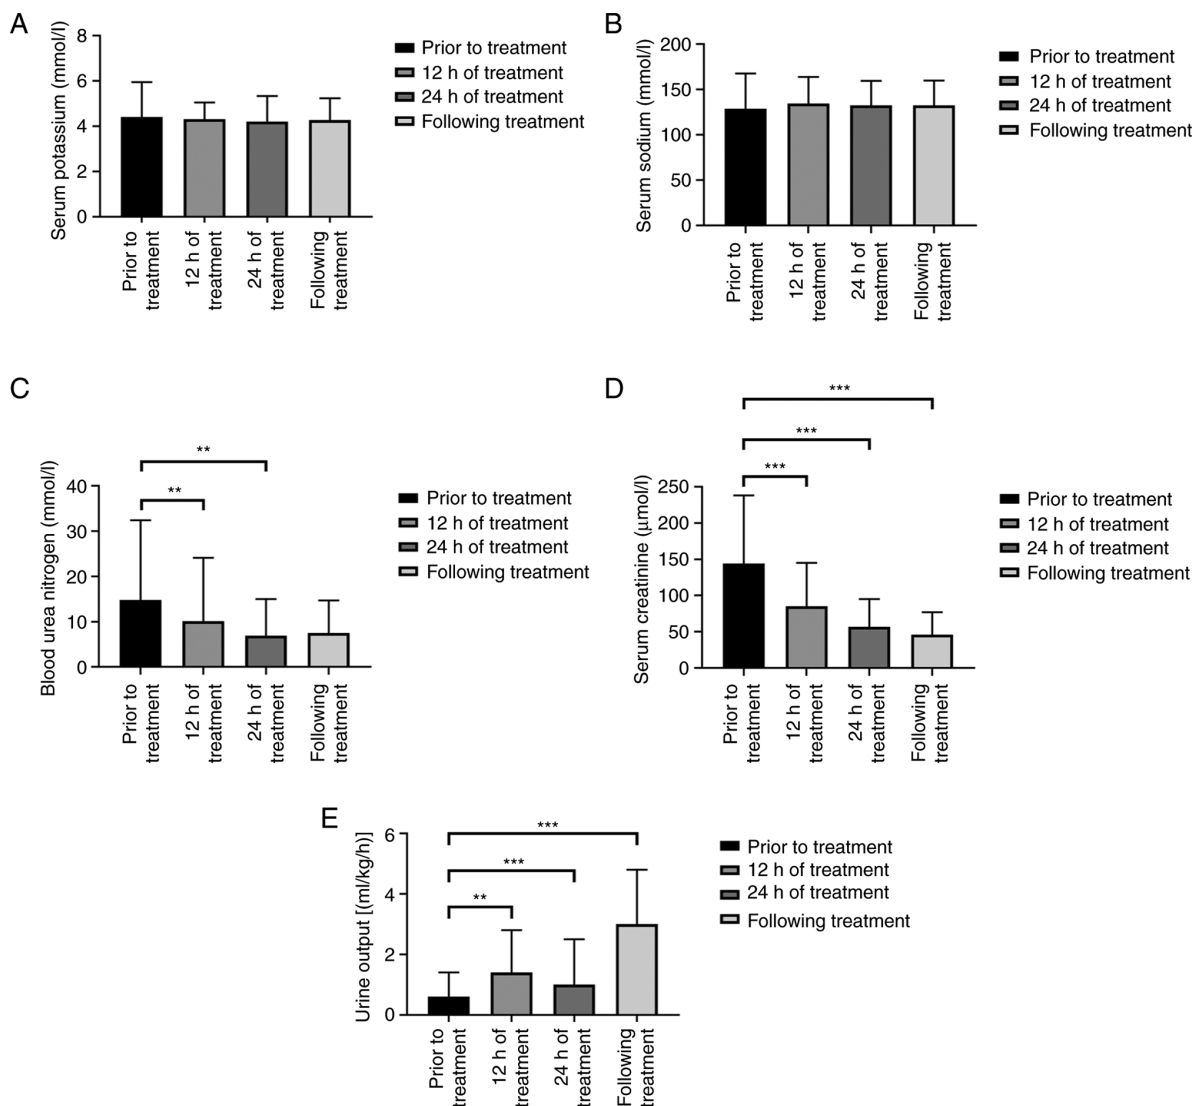 A
Serum potassium (mmol/l)
8
6
4
2
0
Prior to
treatment
12 h of
treatment
24 h of
treatment
Following
treatment
Prior to treatment
12 h of treatment
24 h of treatment
Following treatment
B
Serum sodium (mmol/l)
200
150
100
50
0
Prior to
treatment
12 h of
treatment
24 h of
treatment
Following
treatment
Prior to treatment
12 h of treatment
24 h of treatment
Following treatment
C
Blood urea nitrogen (mmol/l)
40
30
20
10
0
**
**
Prior to
treatment
12 h of
treatment
24 h of
treatment
Following
treatment
Prior to treatment
12 h of treatment
24 h of treatment
Following treatment
D
Serum creatinine (µmol/l)
250
200
150
100
50
0
***
***
***
Prior to
treatment
12 h of
treatment
24 h of
treatment
Following
treatment
Prior to treatment
12 h of treatment
24 h of treatment
Following treatment
E
Urine output [(ml/kg/h)]
6
4
2
0
***
***
**
Prior to
treatment
12 h of
treatment
24 h of
treatment
Following
treatment
Prior to treatment
12 h of treatment
24 h of treatment
Following treatment